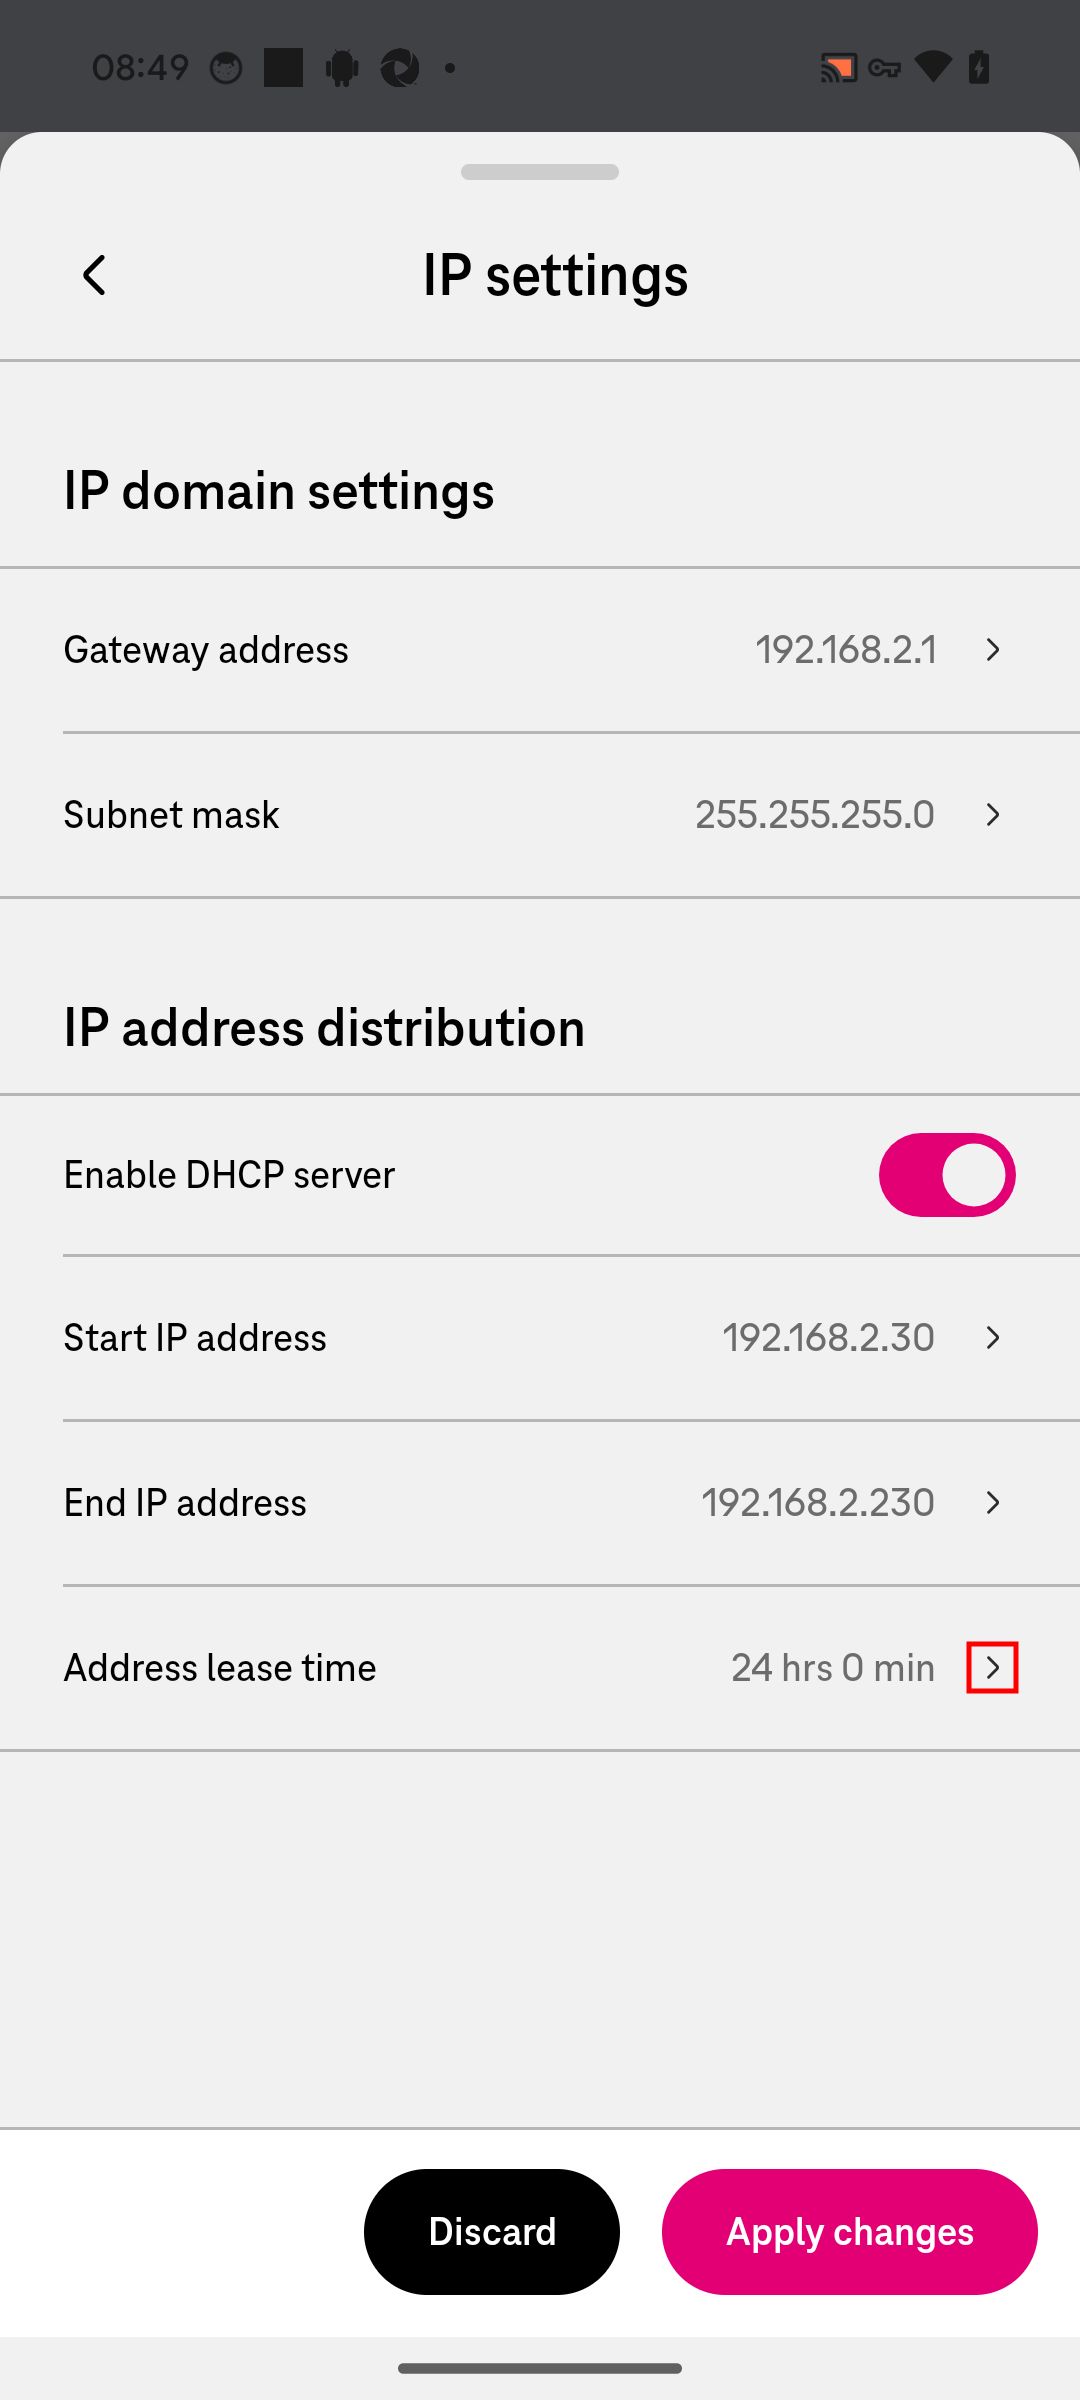 08:49
IP settings
IP domain settings
Gateway address 192.168.2.1
Subnet mask 255.255.255.0
IP address distribution
Enable DHCP server
Start IP address 192.168.2.30
End IP address 192.168.2.230
Address lease time 24 hrs 0 min
Discard Apply changes